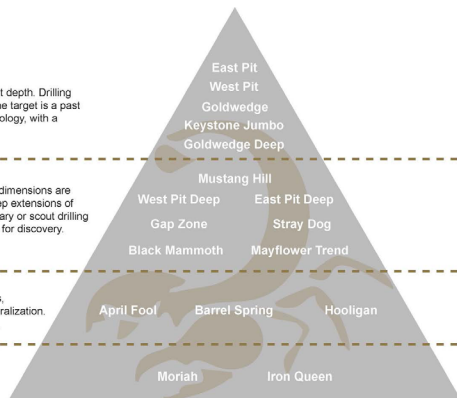 East Pit
West Pit
t depth. Drilling
ne target is a past
ology, with a
Goldwedge
Keystone Jumbo
Goldwedge Deep
Mustang Hill
dimensions are
ep extensions of
ary or scout drilling
for discovery.
West Pit Deep East Pit Deep
Gap Zone Stray Dog
Black Mammoth Mayflower Trend
s,
ralization.
April Fool Barrel Spring Hooligan
Moriah Iron Queen